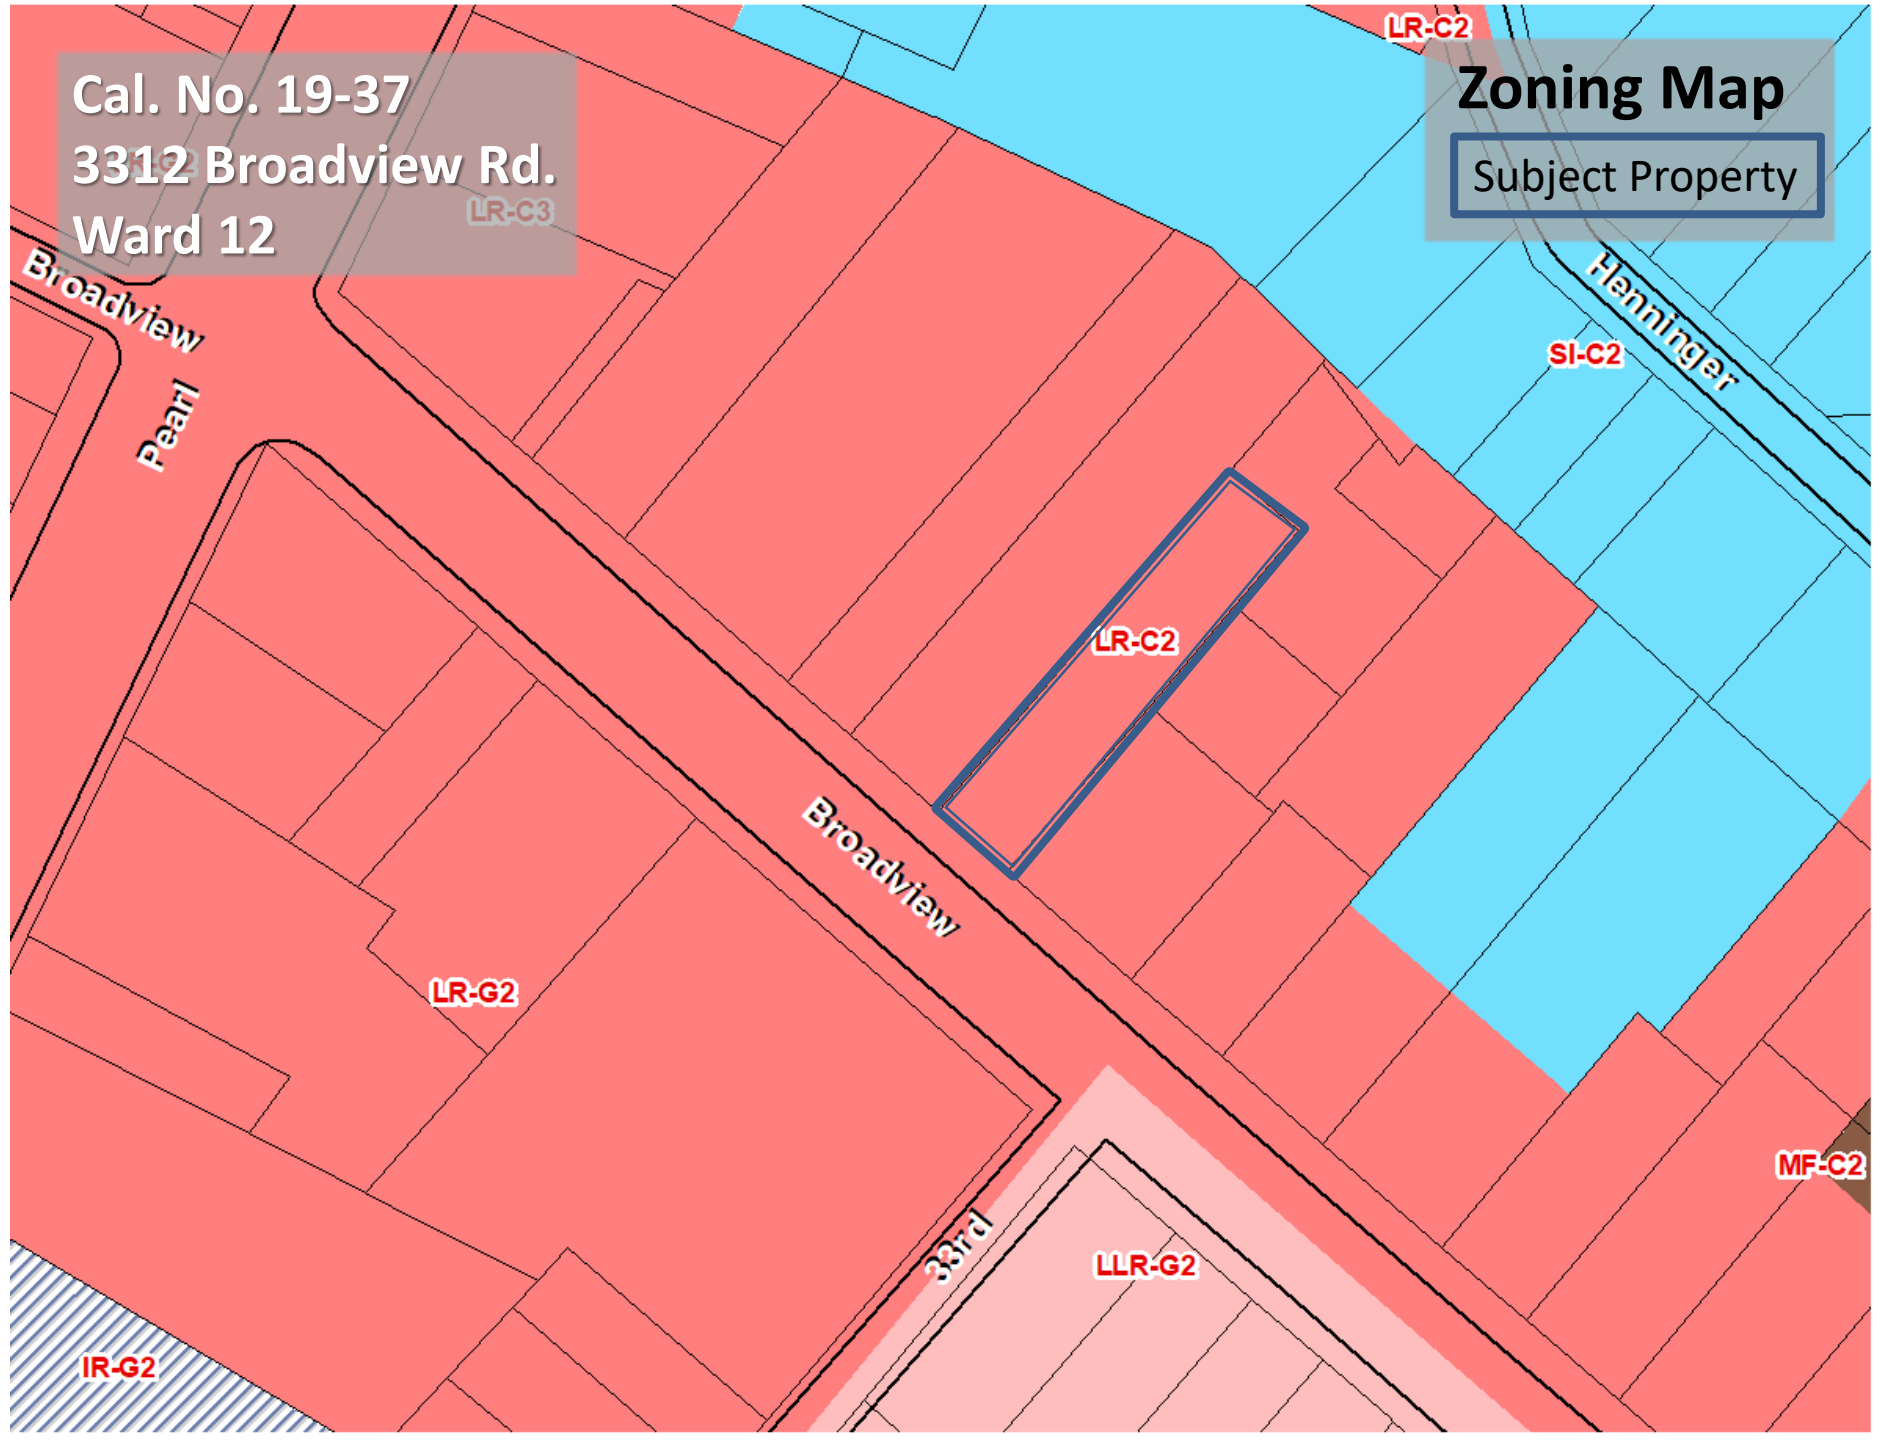 LR-C2
Cal. No. 19-37
3312 Broadview Rd.
Ward 12
LR-C3
Zoning Map
Subject Property
Broadview
Pearl
Henninger
SI-C2
LR-C2
Broadview
LR-G2
33rd
LLR-G2
MF-C2
IR-G2